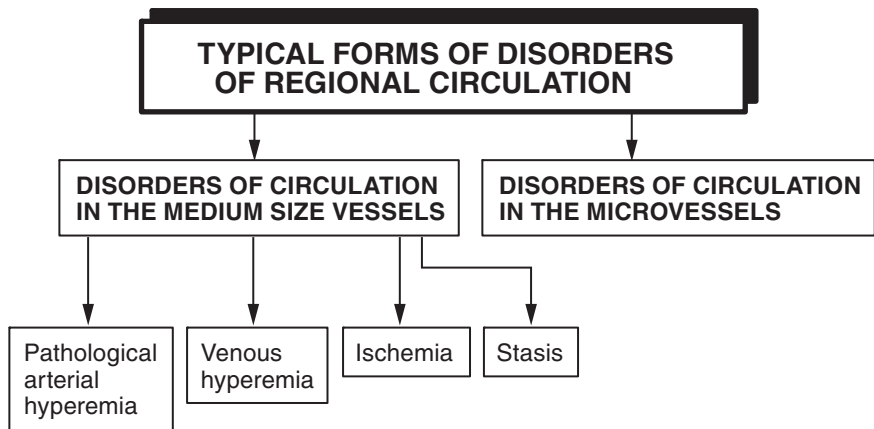 TYPICAL FORMS OF DISORDERS
OF REGIONAL CIRCULATION
DISORDERS OF CIRCULATION
IN THE MEDIUM SIZE VESSELS
DISORDERS OF CIRCULATION
IN THE MICROVESSELS
Pathological
arterial
hyperemia
Venous
hyperemia
Ischemia
Stasis